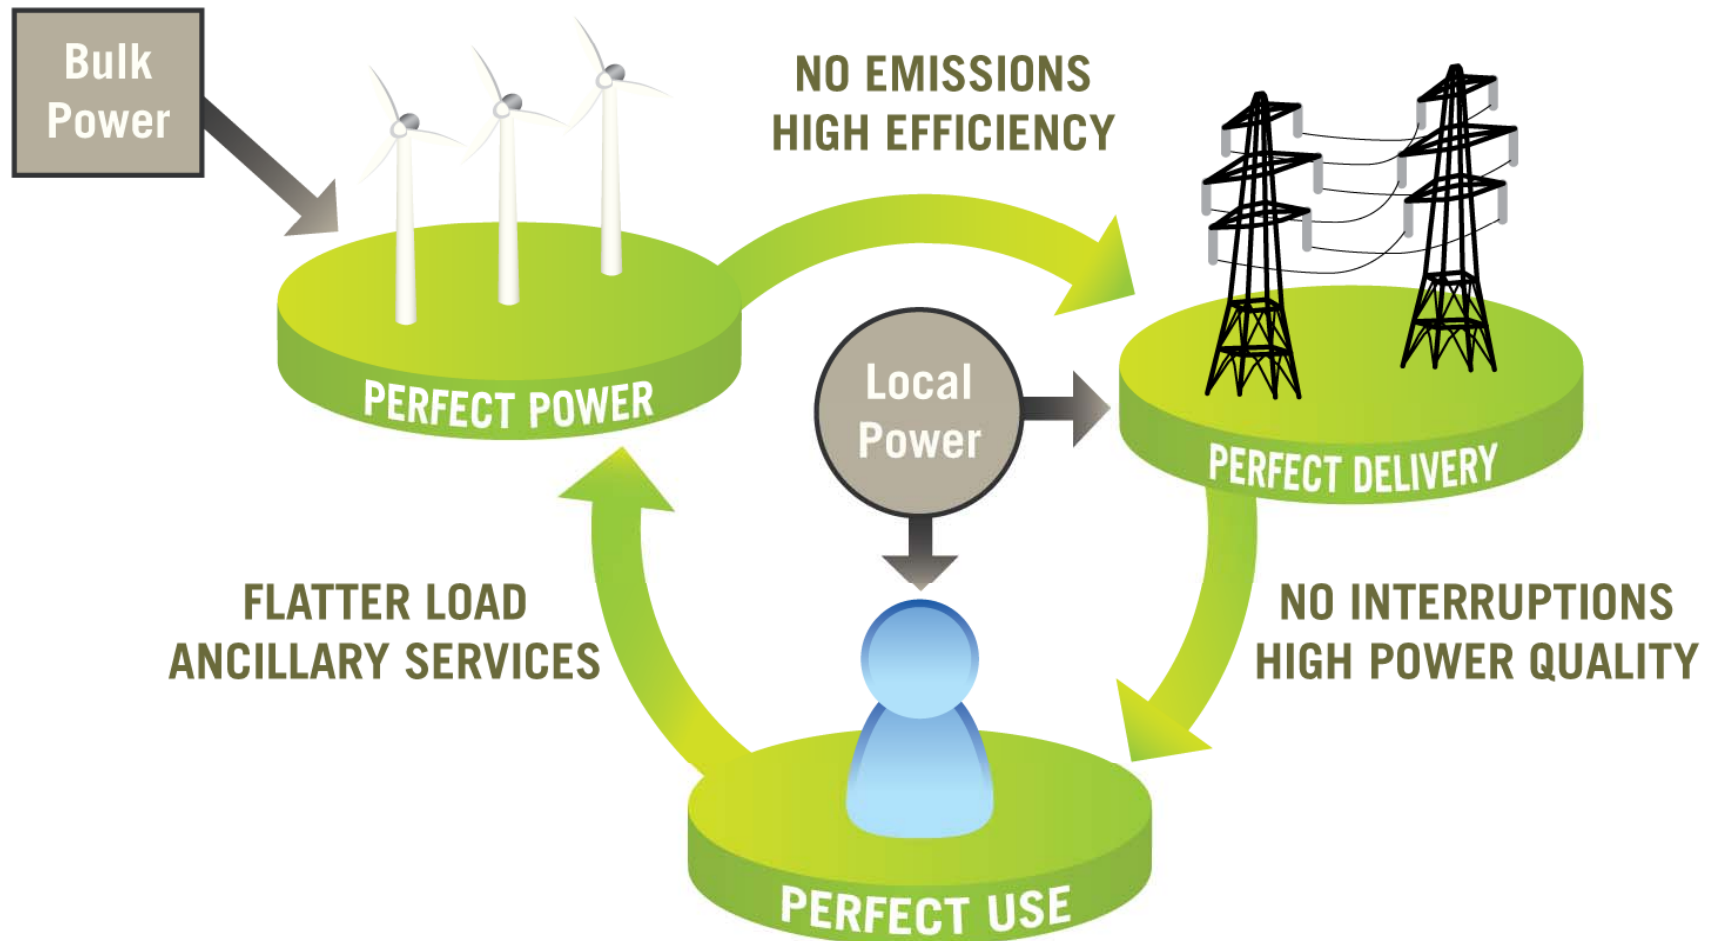 Bulk
Power
NO EMISSIONS
HIGH EFFICIENCY
PERFECT POWER
Local
Power
PERFECT DELIVERY
FLATTER LOAD
ANCILLARY SERVICES
NO INTERRUPTIONS
HIGH POWER QUALITY
PERFECT USE